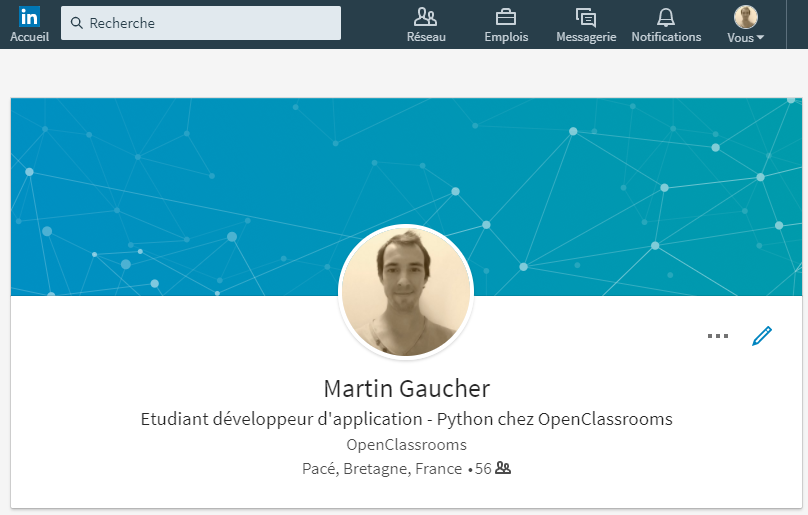 in
Recherche
Accueil
Réseau
Emplois
Messagerie
Notifications
Vous
Martin Gaucher
Etudiant développeur d'application - Python chez OpenClassrooms
OpenClassrooms
Pacé, Bretagne, France • 56